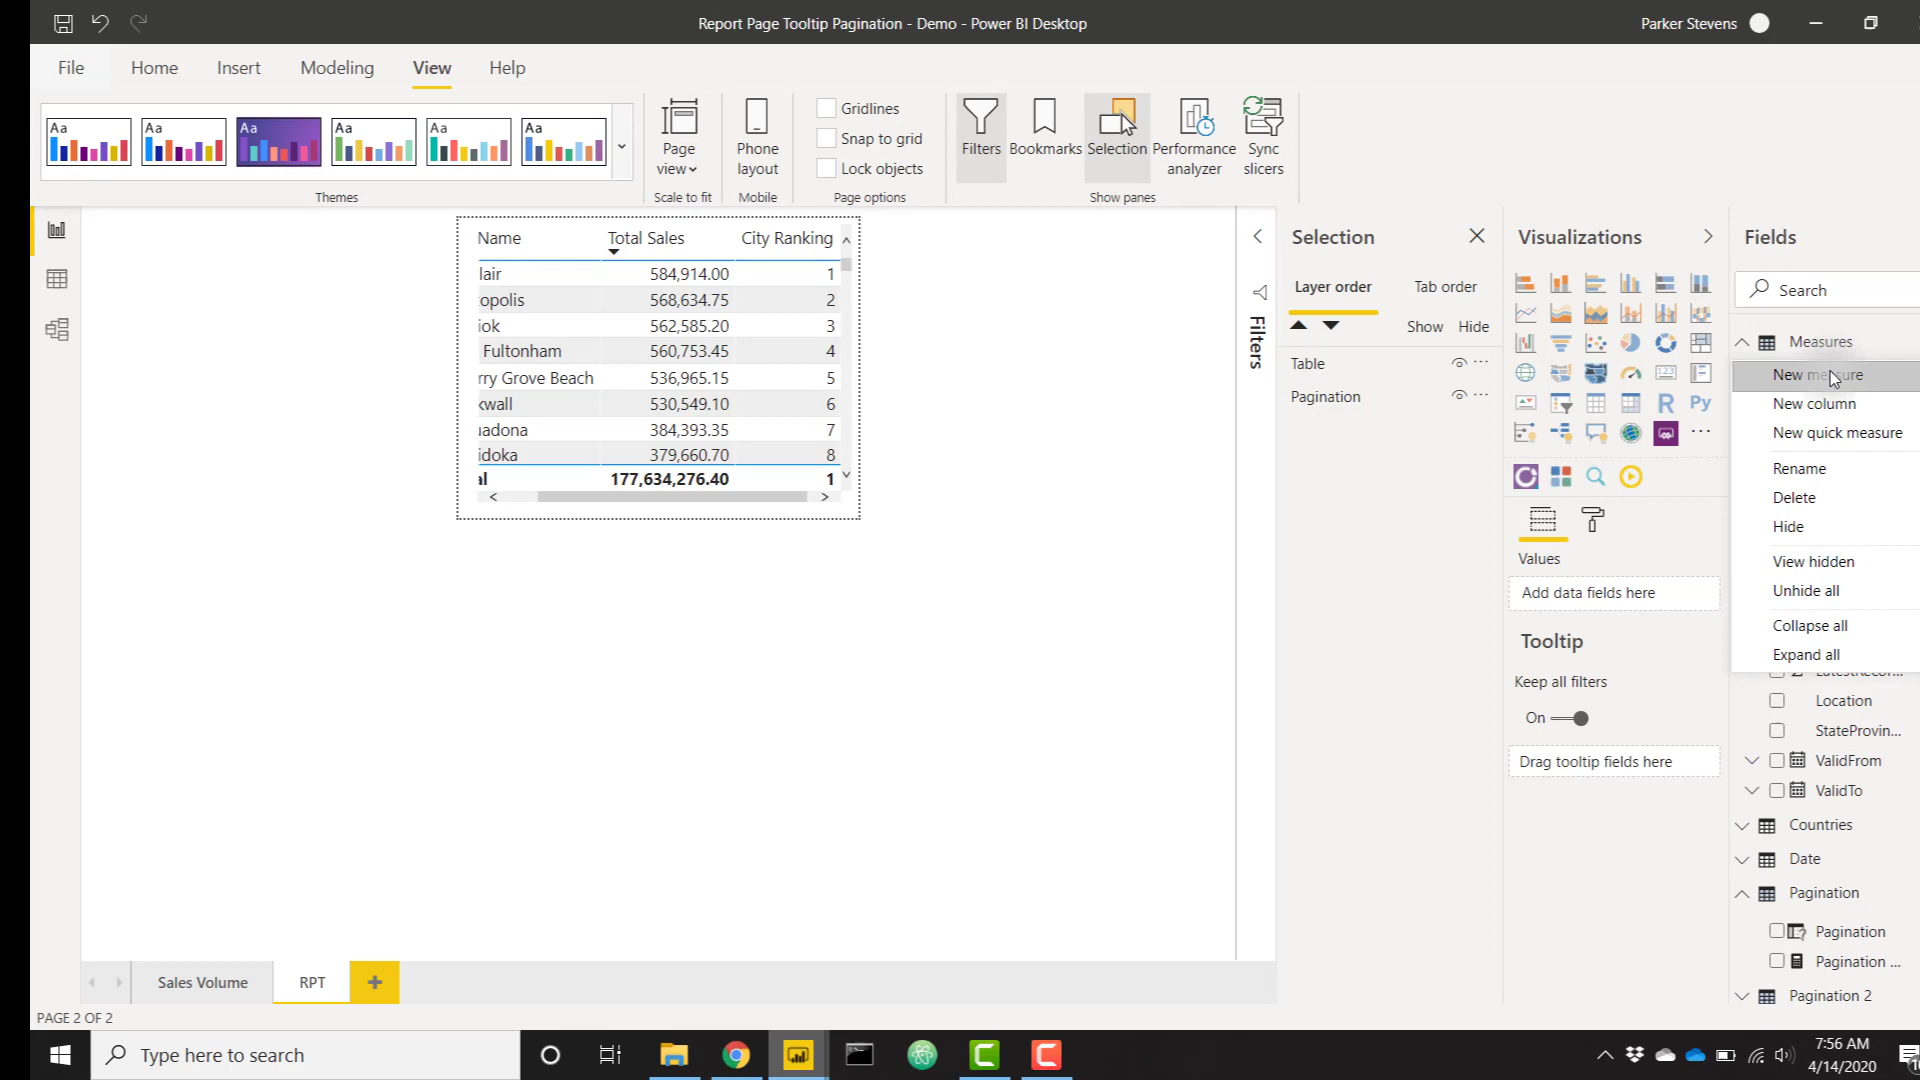 Report Page Tooltip Pagination - Demo - Power BI Desktop
Parker Stevens
File
Home
Insert
Modeling
View
Help
Aa
Aa
Aa
Aa
Aa
Aa
Themes
Page view
Scale to fit
Phone layout
Mobile
Gridlines
Snap to grid
Lock objects
Page options
Filters
Bookmarks
Selection
Performance analyzer
Sync slicers
Show panes
Name Total Sales City Ranking
lair 584,914.00 1
opolis 568,634.75 2
iok 562,585.20 3
Fultonham 560,753.45 4
rry Grove Beach 536,965.15 5
kwall 530,549.10 6
uadona 384,393.35 7
idoka 379,660.70 8
al 177,634,276.40 1
Filters
Selection
Layer order
Tab order
Show
Hide
Table
Pagination
Visualizations
123
R
Py
Values
Add data fields here
Tooltip
Keep all filters
On
Drag tooltip fields here
Fields
Search
Measures
New measure
New column
New quick measure
Rename
Delete
Hide
View hidden
Unhide all
Collapse all
Expand all
LatestRecor...
Location
StateProvin...
ValidFrom
ValidTo
Countries
Date
Pagination
Pagination
Pagination ...
Pagination 2
Sales Volume
RPT
PAGE 2 OF 2
Type here to search
7:56 AM
4/14/2020